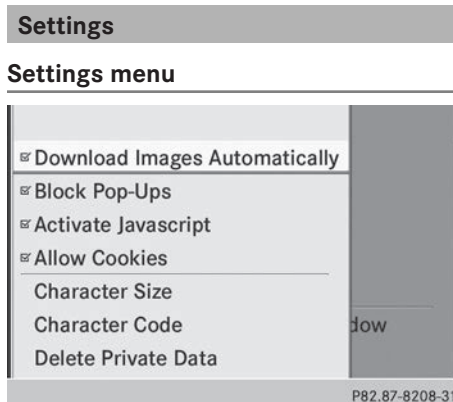 Settings
Settings menu
Download Images Automatically
Block Pop-Ups
Activate Javascript
Allow Cookies
Character Size
Character Code
dow
Delete Private Data
P82.87-8208-31